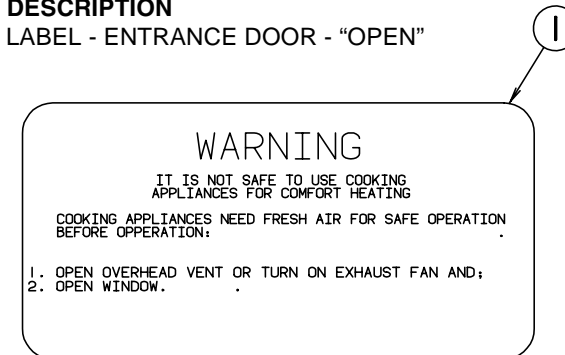 DESCRIPTION
LABEL - ENTRANCE DOOR - “OPEN”
1
WARNING
IT IS NOT SAFE TO USE COOKING
APPLIANCES FOR COMFORT HEATING
COOKING APPLIANCES NEED FRESH AIR FOR SAFE OPERATION
BEFORE OPPERATION: .
1. OPEN OVERHEAD VENT OR TURN ON EXHAUST FAN AND;
2. OPEN WINDOW. .